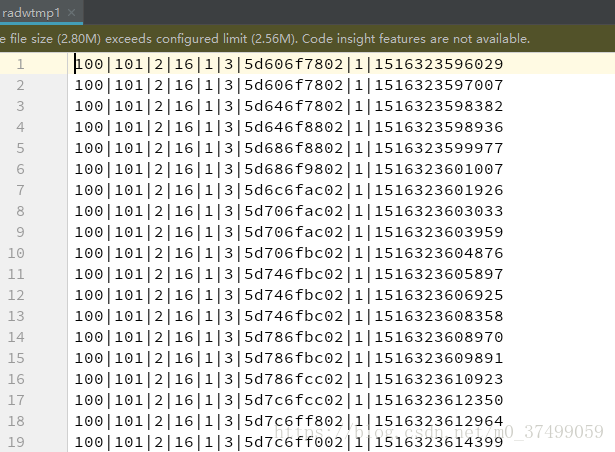 radwtmp1 ×
e file size (2.80M) exceeds configured limit (2.56M). Code insight features are not available.
1 100|101|2|16|1|3|5d606f7802|1|1516323596029
2 100|101|2|16|1|3|5d606f7802|1|1516323597007
3 100|101|2|16|1|3|5d646f7802|1|1516323598382
4 100|101|2|16|1|3|5d646f8802|1|1516323598936
5 100|101|2|16|1|3|5d686f8802|1|1516323599977
6 100|101|2|16|1|3|5d686f9802|1|1516323601007
7 100|101|2|16|1|3|5d6c6fac02|1|1516323601926
8 100|101|2|16|1|3|5d706fac02|1|1516323603033
9 100|101|2|16|1|3|5d706fac02|1|1516323603959
10 100|101|2|16|1|3|5d706fbc02|1|1516323604876
11 100|101|2|16|1|3|5d746fbc02|1|1516323605897
12 100|101|2|16|1|3|5d746fbc02|1|1516323606925
13 100|101|2|16|1|3|5d746fbc02|1|1516323608358
14 100|101|2|16|1|3|5d786fbc02|1|1516323608970
15 100|101|2|16|1|3|5d786fbc02|1|1516323609891
16 100|101|2|16|1|3|5d786fcc02|1|1516323610923
17 100|101|2|16|1|3|5d7c6fcc02|1|1516323612350
18 100|101|2|16|1|3|5d7c6ff802|1|1516323612964
19 100|101|2|16|1|3|5d7c6ff002|1|1516323614399
https://blog.csdn.net/m0_37499059